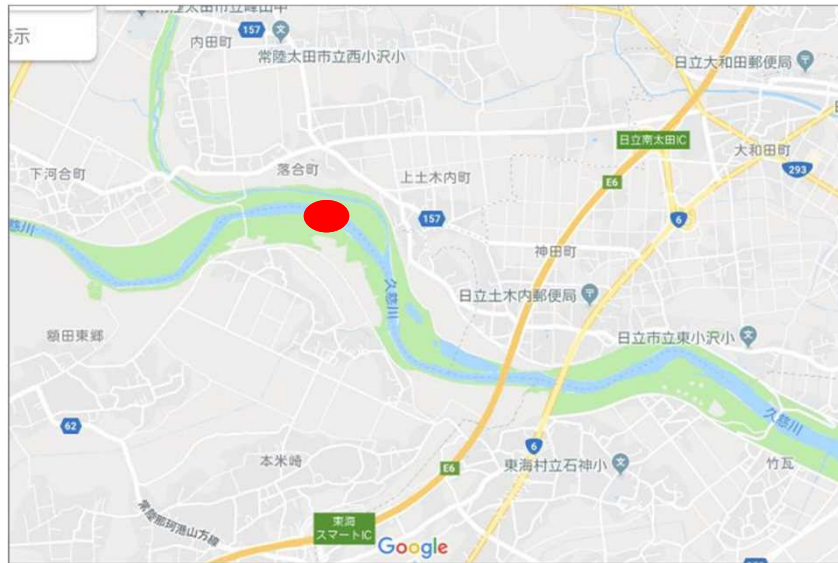 常陸太田市立峰山中
157
内田町
常陸太田市立西小沢小
表示
日立大和田郵便局
日立南太田IC
大和田町
293
下河合町
落合町
上土木内町
E6
157
6
神田町
久慈川
久慈川
日立土木内郵便局
額田東郷
日立市立東小沢小
久慈川
62
本米崎
6
E6
東海村立石神小
竹瓦
常陸那珂港山方線
東海
スマートIC
Google